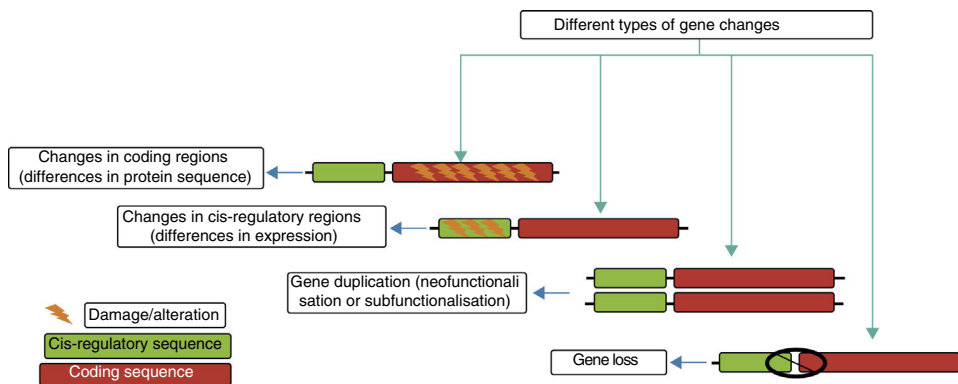 Different types of gene changes
Changes in coding regions
(differences in protein sequence)
Changes in cis-regulatory regions
(differences in expression)
Gene duplication (neofunctionali
sation or subfunctionalisation)
Damage/alteration
Cis-regulatory sequence
Gene loss
Coding sequence